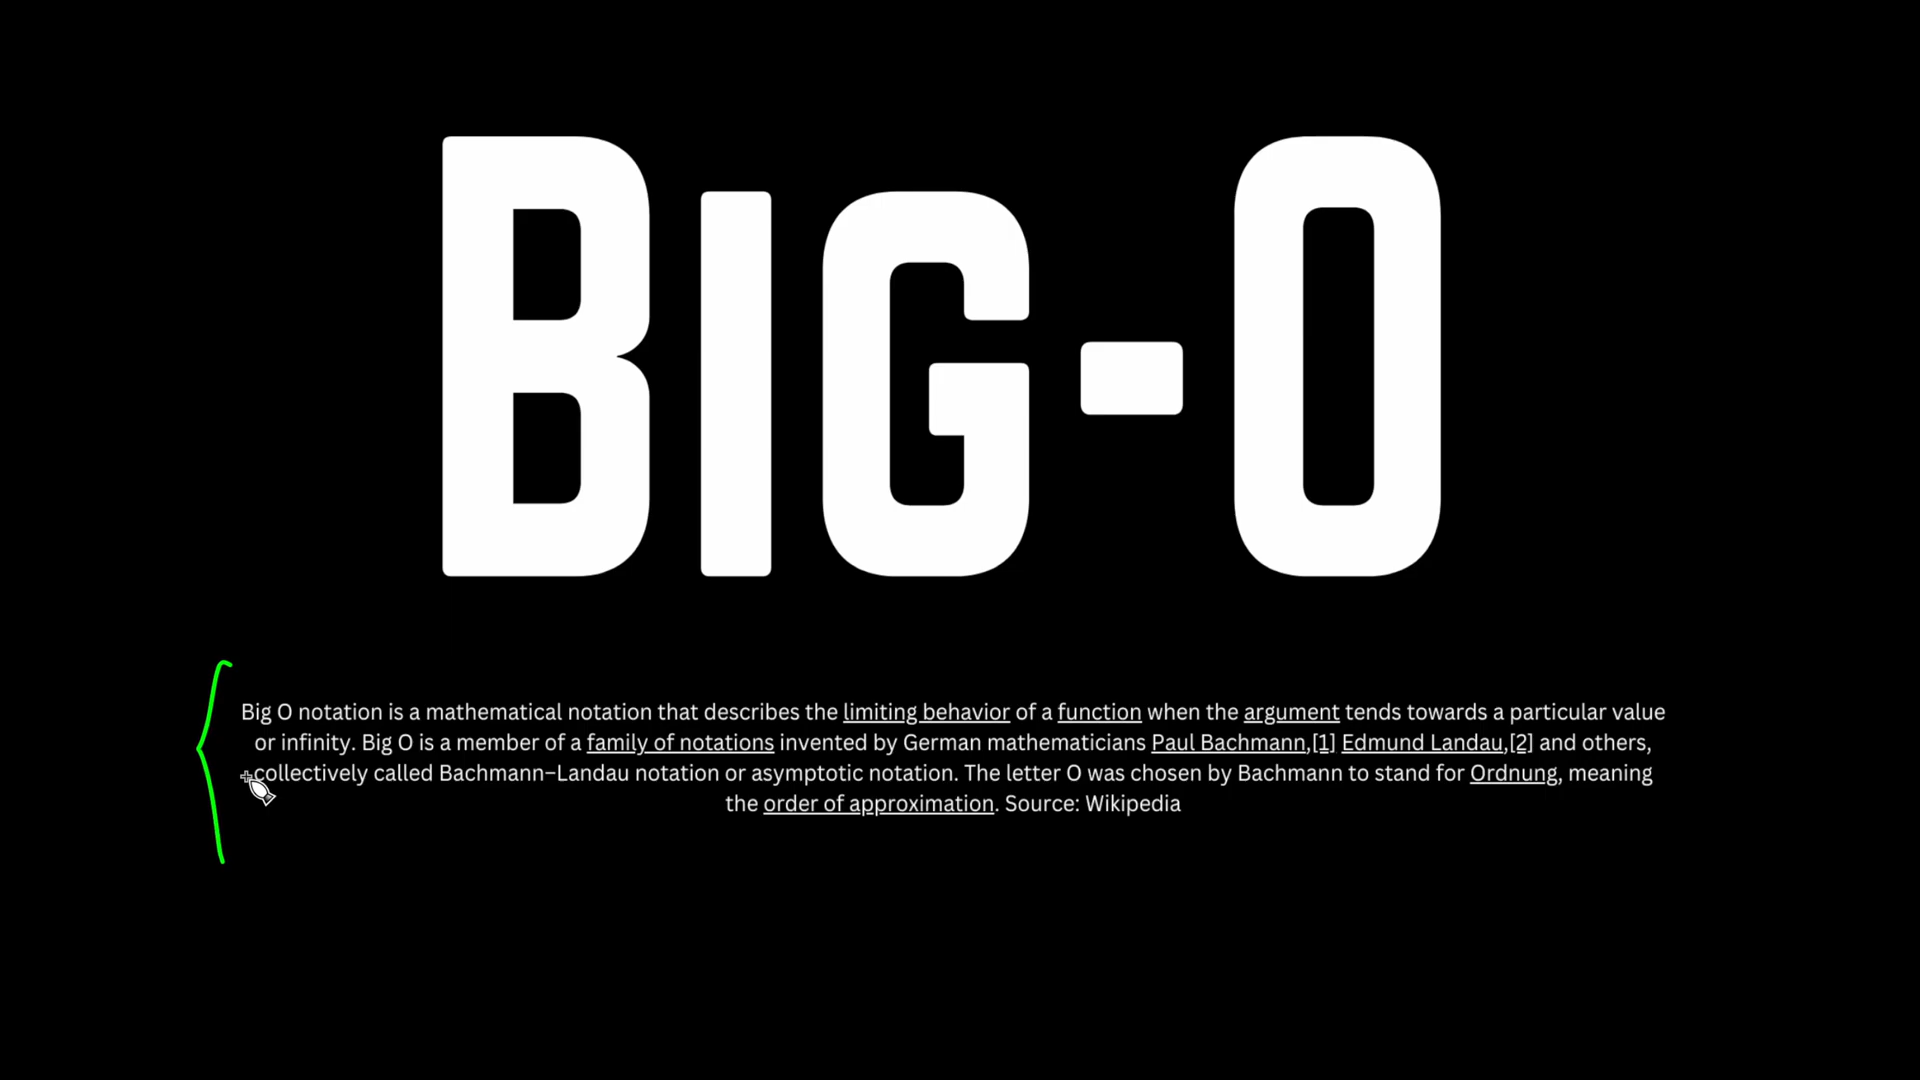 BIG-O
Big O notation is a mathematical notation that describes the limiting behavior of a function when the argument tends towards a particular value
or infinity. Big O is a member of a family of notations invented by German mathematicians Paul Bachmann,[1] Edmund Landau,[2] and others,
collectively called Bachmann–Landau notation or asymptotic notation. The letter O was chosen by Bachmann to stand for Ordnung, meaning
the order of approximation. Source: Wikipedia